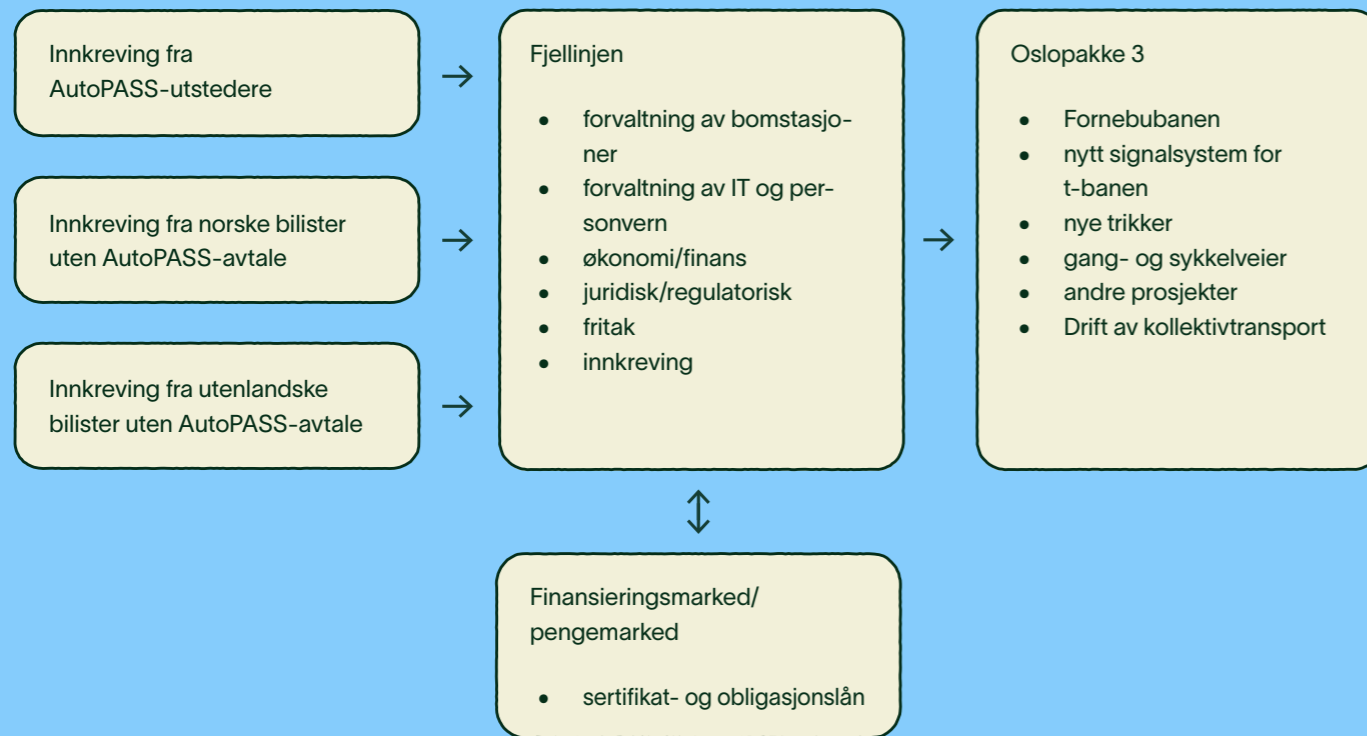 Innkreving fra
AutoPASS-utstedere
Innkreving fra norske bilister
uten AutoPASS-avtale
Innkreving fra utenlandske
bilister uten AutoPASS-avtale
Fjellinjen
• forvaltning av bomstasjo-
ner
• forvaltning av IT og per-
sonvern
• økonomi/finans
• juridisk/regulatorisk
• fritak
• innkreving
Oslopakke 3
• Fornebubanen
• nytt signalsystem for
t-banen
• nye trikker
• gang- og sykkelveier
• andre prosjekter
• Drift av kollektivtransport
Finansieringsmarked/
pengemarked
• sertifikat- og obligasjonslån